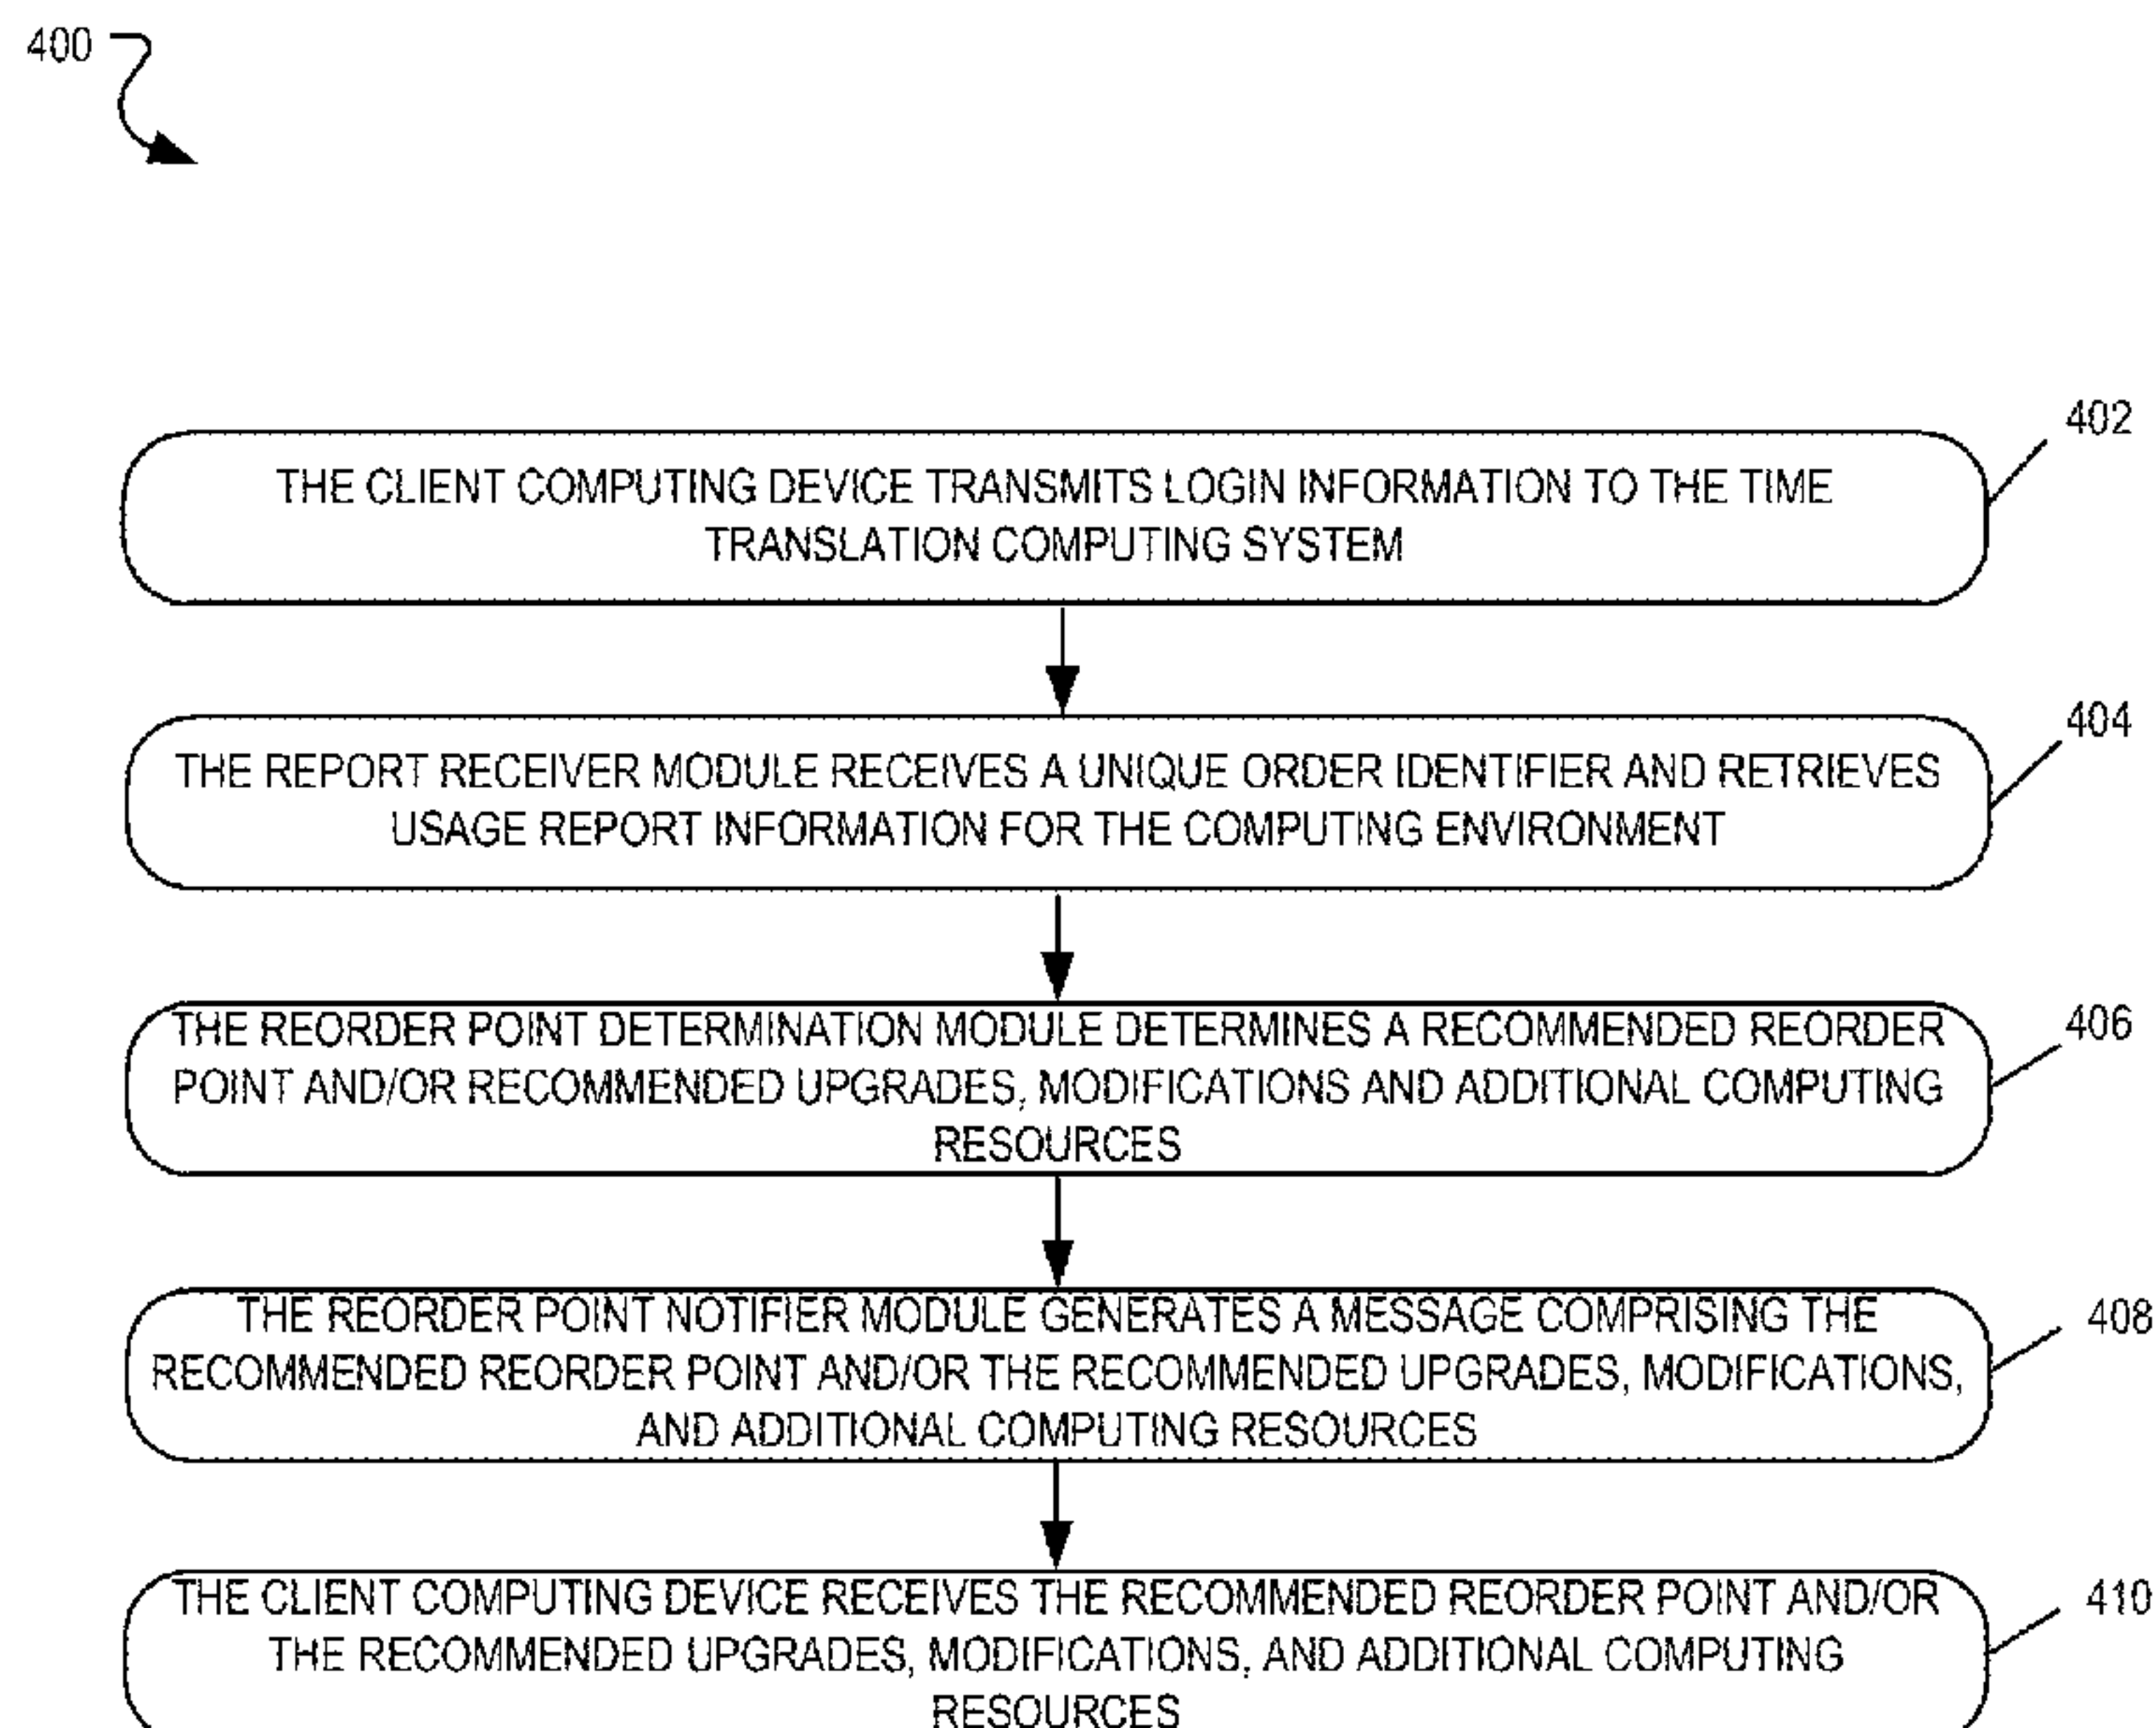 400
402
THE CLIENT COMPUTING DEVICE TRANSMITS LOGIN INFORMATION TO THE TIME
TRANSLATION COMPUTING SYSTEM
404
THE REPORT RECEIVER MODULE RECEIVES A UNIQUE ORDER IDENTIFIER AND RETRIEVES
USAGE REPORT INFORMATION FOR THE COMPUTING ENVIRONMENT
406
THE REORDER POINT DETERMINATION MODULE DETERMINES A RECOMMENDED REORDER
POINT AND/OR RECOMMENDED UPGRADES, MODIFICATIONS AND ADDITIONAL COMPUTING
RESOURCES
408
THE REORDER POINT NOTIFIER MODULE GENERATES A MESSAGE COMPRISING THE
RECOMMENDED REORDER POINT AND/OR THE RECOMMENDED UPGRADES, MODIFICATIONS,
AND ADDITIONAL COMPUTING RESOURCES
410
THE CLIENT COMPUTING DEVICE RECEIVES THE RECOMMENDED REORDER POINT AND/OR
THE RECOMMENDED UPGRADES, MODIFICATIONS, AND ADDITIONAL COMPUTING
RESOURCES